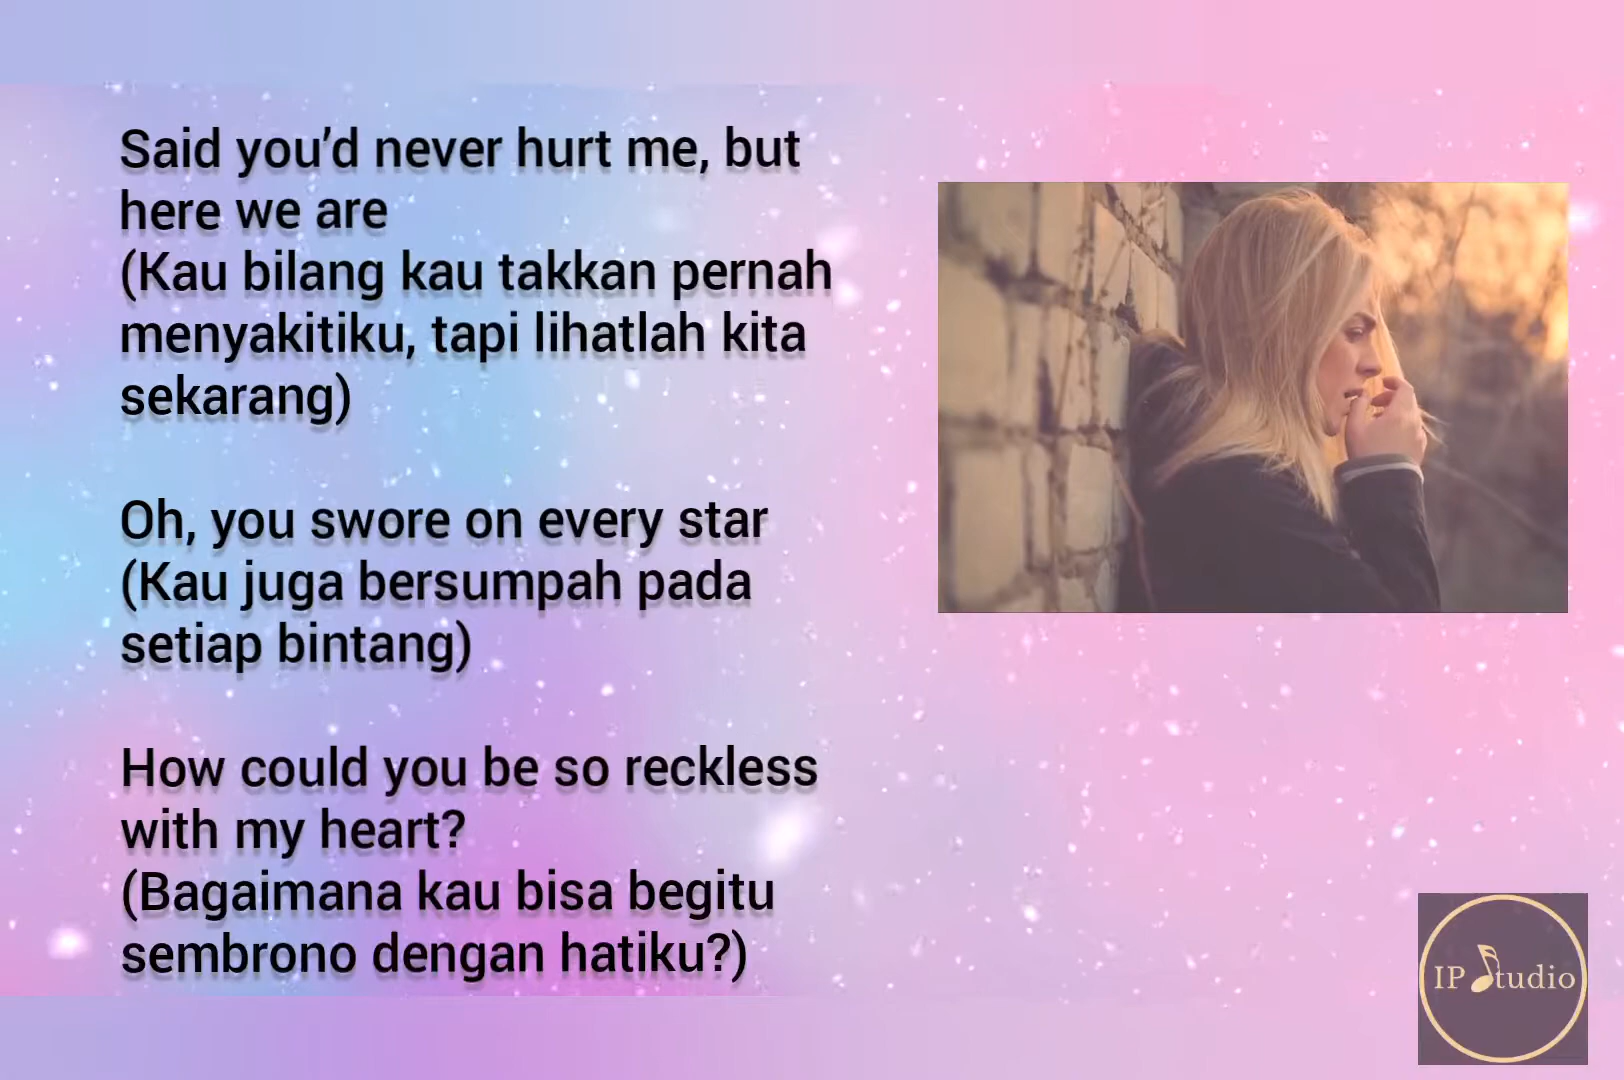 Said you’d never hurt me, but
here we are
(Kau bilang kau takkan pernah
menyakitiku, tapi lihatlah kita
sekarang)
Oh, you swore on every star
(Kau juga bersumpah pada
setiap bintang)
How could you be so reckless
with my heart?
(Bagaimana kau bisa begitu
sembrono dengan hatiku?)
IP Studio